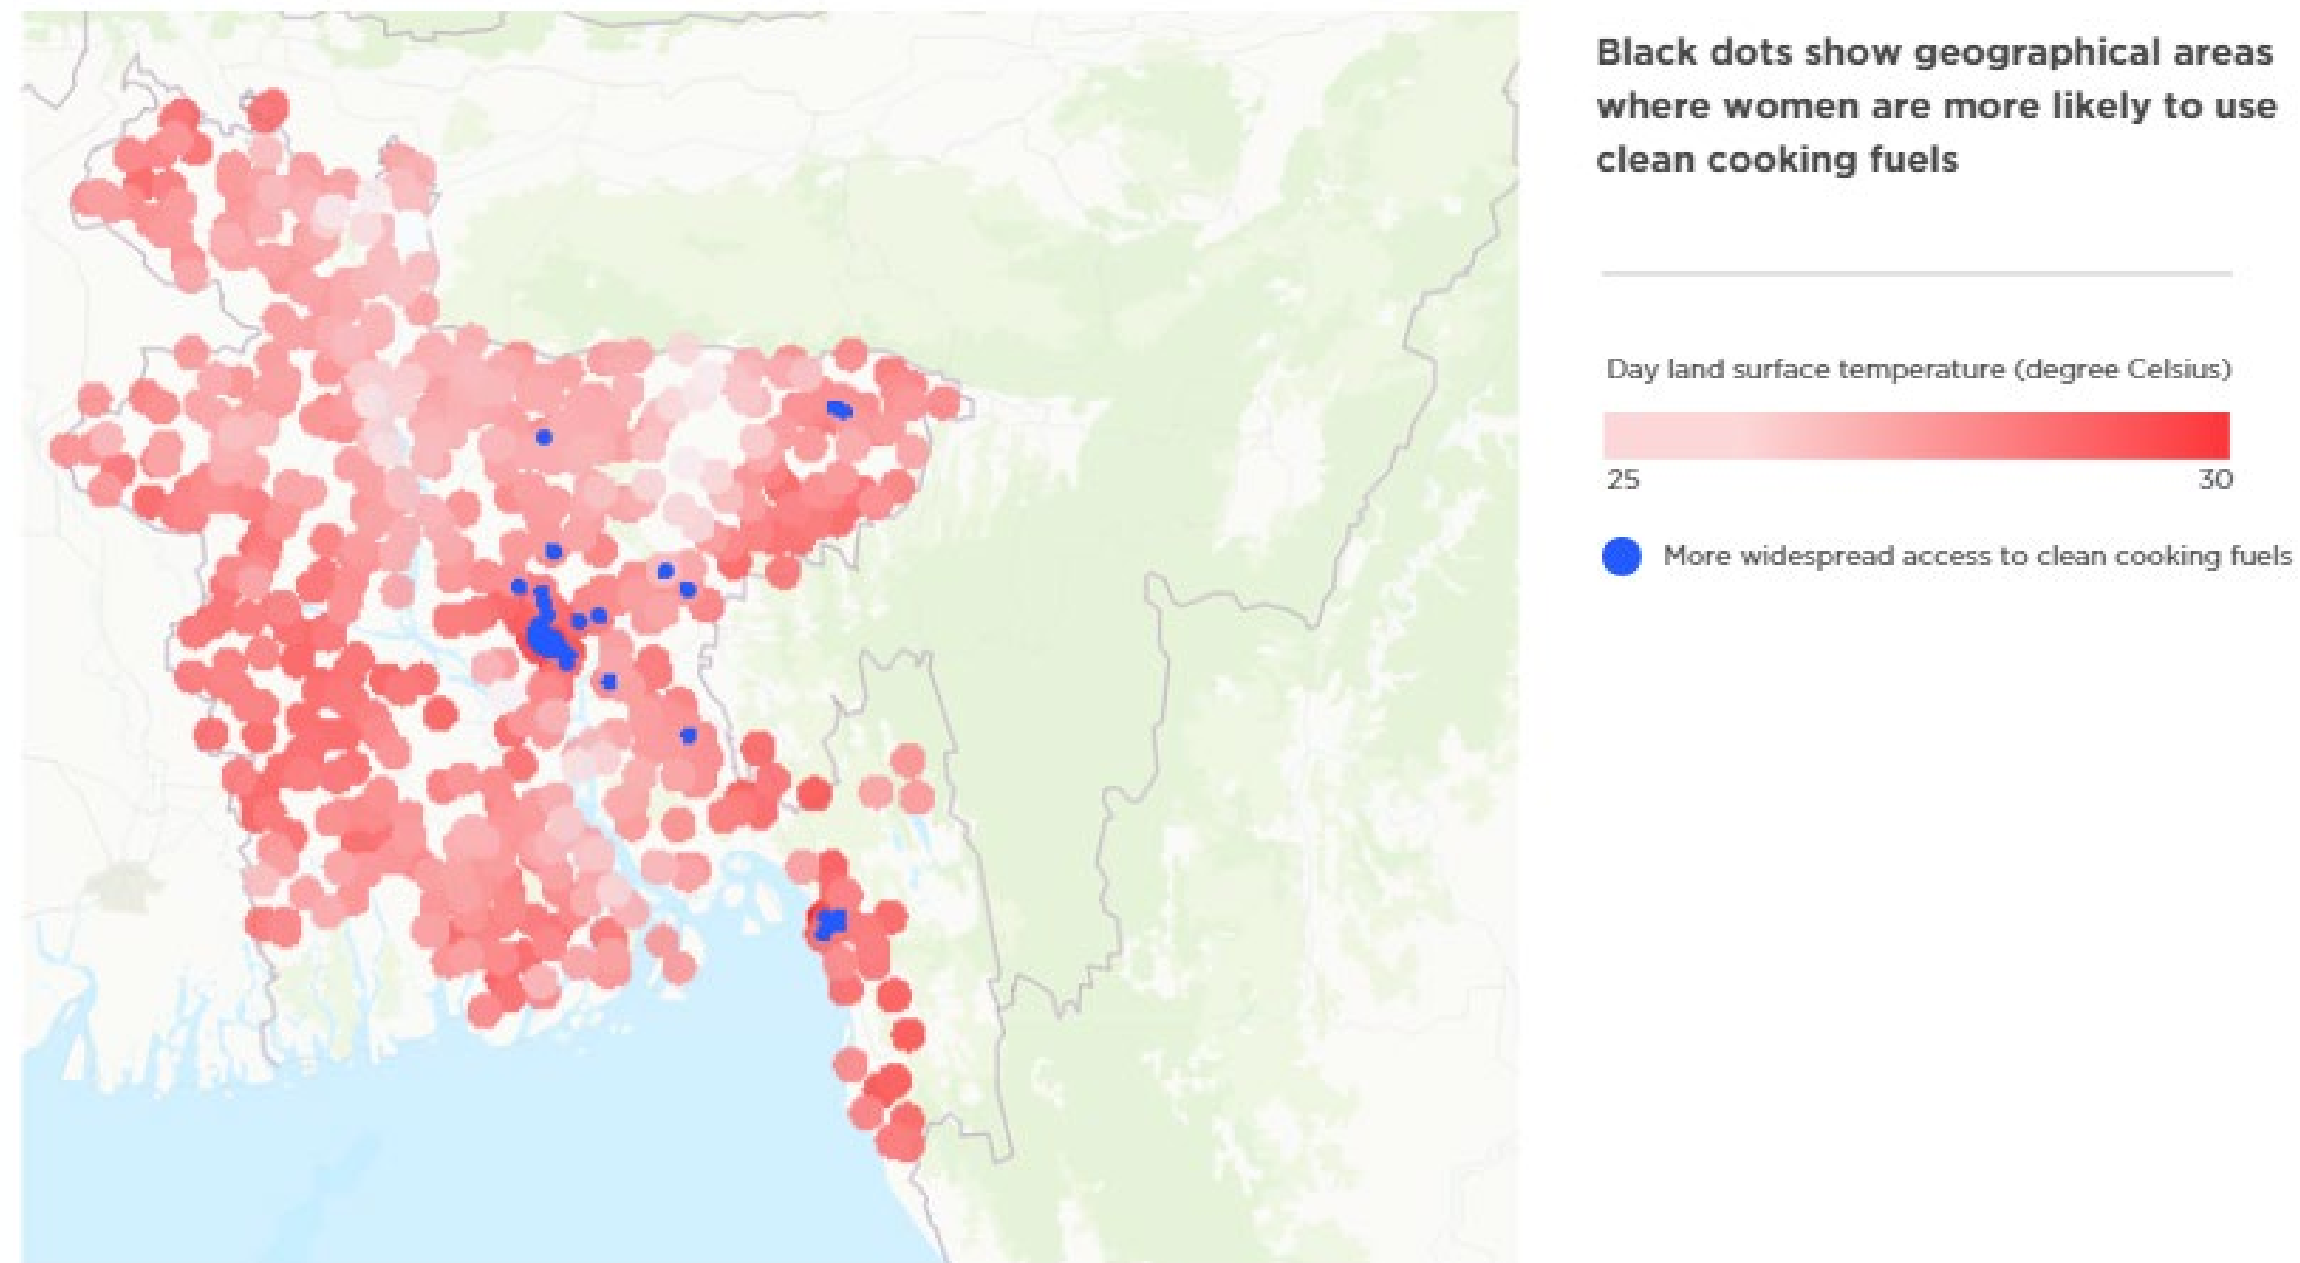 Black dots show geographical areas
where women are more likely to use
clean cooking fuels
Day land surface temperature (degree Celsius)
25 30
More widespread access to clean cooking fuels